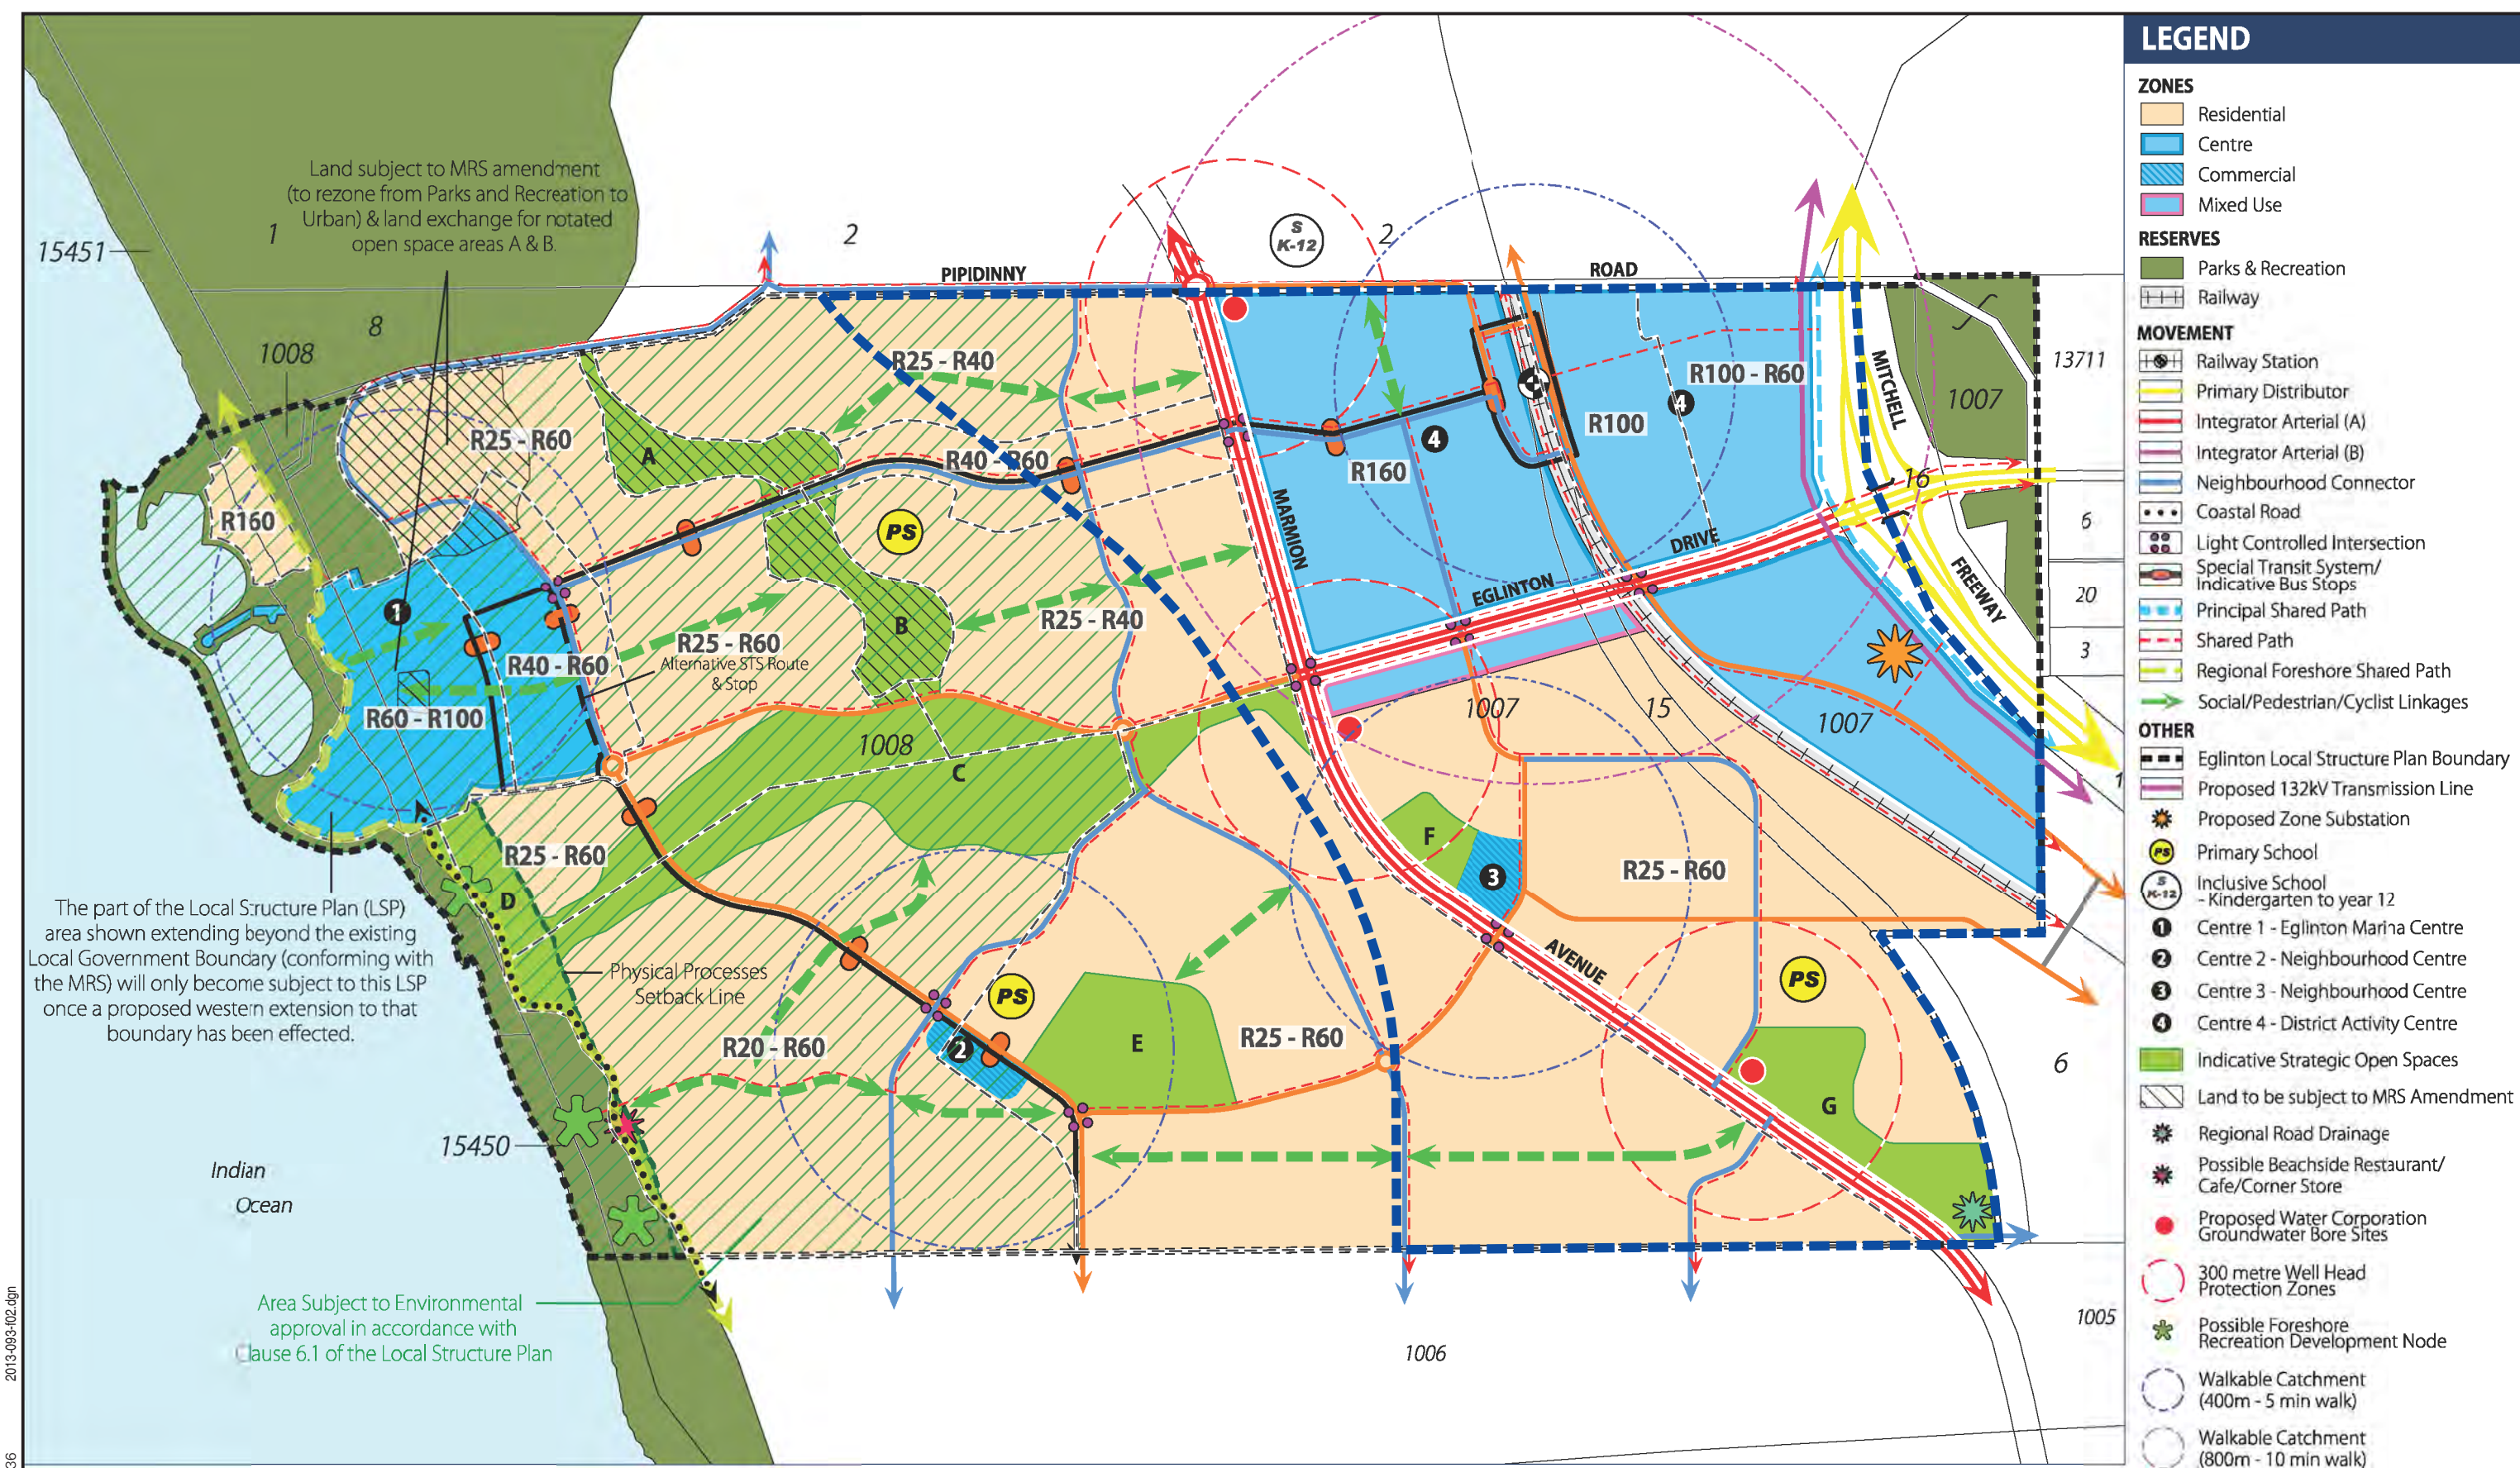 Land subject to MRS amendment
(to rezone from Parks and Recreation to
Urban) & land exchange for notated
open space areas A & B.
15451
1
2
S
K-12
2
PIPIDINNY
ROAD
8
1008
13711
R25 - R40
R100 - R60
MITCHELL
1007
4
R25 - R60
A
R40 - R60
4
R100
R160
16
R160
PS
MARMION
DRIVE
6
EGLINTON
FREEWAY
20
1
B
R25 - R40
R25 - R60
Alternative STS Route
& Stop
R40 - R60
3
R60 - R100
1007
15
1007
1008
C
1
F
R25 - R60
3
R25 - R60
D
The part of the Local Structure Plan (LSP)
area shown extending beyond the existing
Local Government Boundary (conforming with
the MRS) will only become subject to this LSP
once a proposed western extension to that
boundary has been effected.
Physical Processes
Setback Line
AVENUE
PS
PS
R20 - R60
2
E
R25 - R60
6
G
15450
Indian
Ocean
Area Subject to Environmental
approval in accordance with
Clause 6.1 of the Local Structure Plan
1006
1005
2013-093-f02.dgn
36
LEGEND
ZONES
Residential
Centre
Commercial
Mixed Use
RESERVES
Parks & Recreation
Railway
MOVEMENT
Railway Station
Primary Distributor
Integrator Arterial (A)
Integrator Arterial (B)
Neighbourhood Connector
Coastal Road
Light Controlled Intersection
Special Transit System/
Indicative Bus Stops
Principal Shared Path
Shared Path
Regional Foreshore Shared Path
Social/Pedestrian/Cyclist Linkages
OTHER
Eglinton Local Structure Plan Boundary
Proposed 132kV Transmission Line
Proposed Zone Substation
PS Primary School
S
K-12
Inclusive School
- Kindergarten to year 12
1 Centre 1 - Eglinton Marina Centre
2 Centre 2 - Neighbourhood Centre
3 Centre 3 - Neighbourhood Centre
4 Centre 4 - District Activity Centre
Indicative Strategic Open Spaces
Land to be subject to MRS Amendment
Regional Road Drainage
Possible Beachside Restaurant/
Cafe/Corner Store
Proposed Water Corporation
Groundwater Bore Sites
300 metre Well Head
Protection Zones
Possible Foreshore
Recreation Development Node
Walkable Catchment
(400m - 5 min walk)
Walkable Catchment
(800m - 10 min walk)